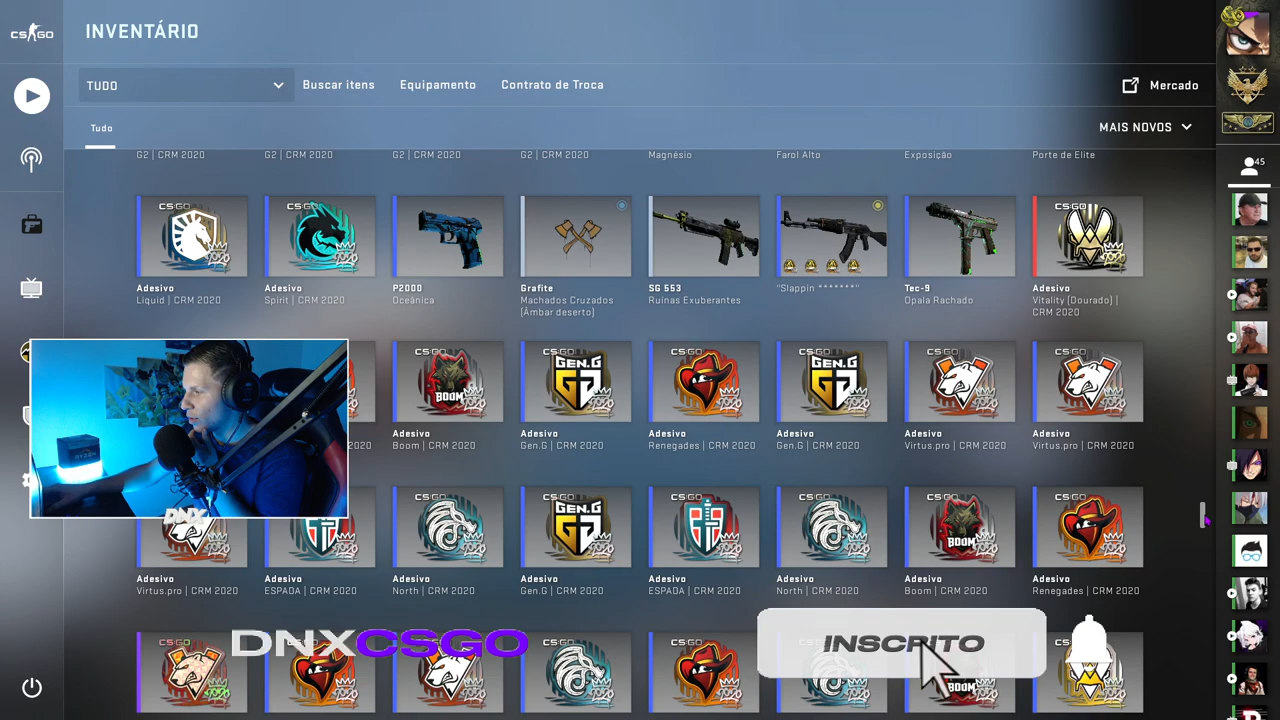 CS GO
INVENTÁRIO
TUDO
Buscar itens
Equipamento
Contrato de Troca
Mercado
Tudo
MAIS NOVOS
G2 | CRM 2020
G2 | CRM 2020
G2 | CRM 2020
G2 | CRM 2020
Magnésio
Farol Alto
Exposição
Porte de Elite
45
Adesivo
Liquid | CRM 2020
Adesivo
Spirit | CRM 2020
P2000
Oceânica
Grafite
Machados Cruzados
(Âmbar deserto)
SG 553
Ruínas Exuberantes
"Slappin *******"
Tec-9
Opala Rachado
Adesivo
Vitality (Dourado) |
CRM 2020
2020
Adesivo
Boom | CRM 2020
Adesivo
Gen.G | CRM 2020
Adesivo
Renegades | CRM 2020
Adesivo
Gen.G | CRM 2020
Adesivo
Virtus.pro | CRM 2020
Adesivo
Virtus.pro | CRM 2020
RYZEN
DNX
Adesivo
Virtus.pro | CRM 2020
Adesivo
ESPADA | CRM 2020
Adesivo
North | CRM 2020
Adesivo
Gen.G | CRM 2020
Adesivo
ESPADA | CRM 2020
Adesivo
North | CRM 2020
Adesivo
Boom | CRM 2020
Adesivo
Renegades | CRM 2020
DNXCSGO
INSCRITO
BOOM